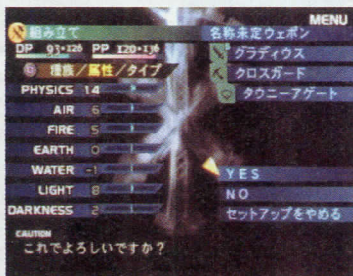 MENU
組み立て
名称未定ウェポン
DP 93・126 PP 120・136
グラディウス
種族／属性／タイプ
クロスガード
タウニーアゲート
PHYSICS 14
AIR 6
FIRE 5
EARTH 0
WATER -1
LIGHT 8
DARKNESS 2
YES
NO
セットアップをやめる
CAUTION
これでよろしいですか？